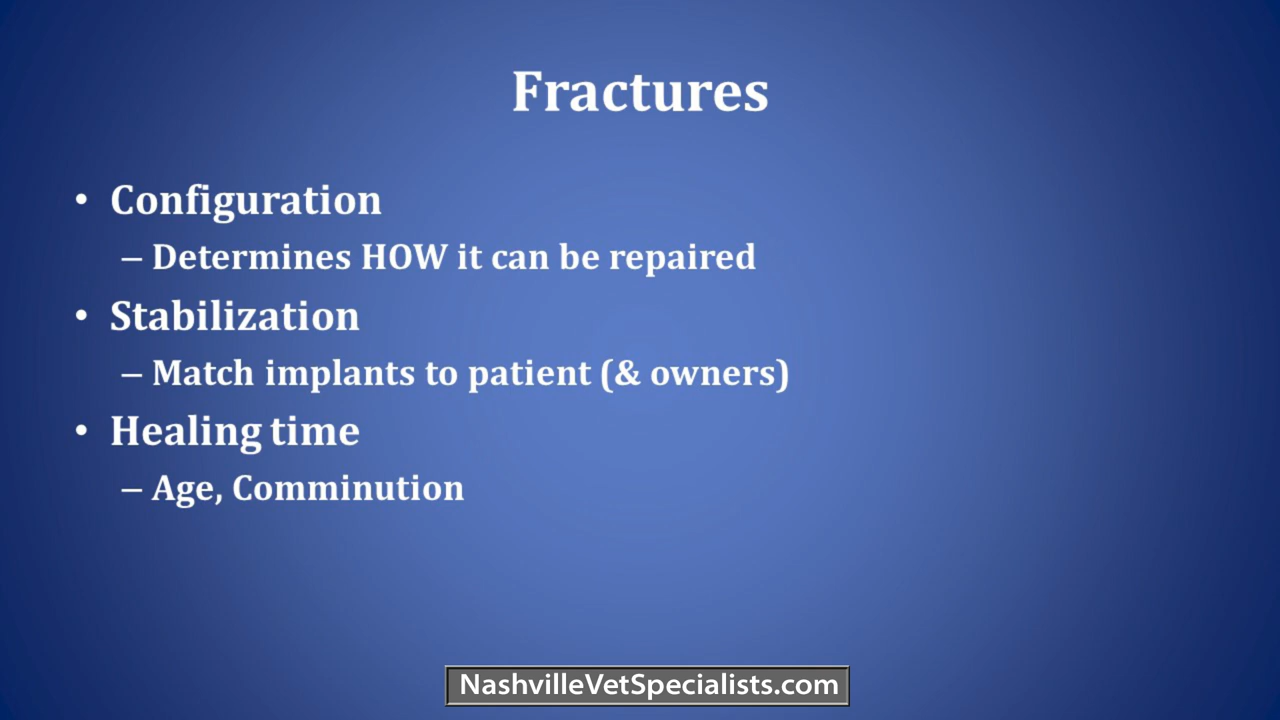 Fractures
• Configuration
– Determines HOW it can be repaired
• Stabilization
– Match implants to patient (& owners)
• Healing time
– Age, Comminution
NashvilleVetSpecialists.com